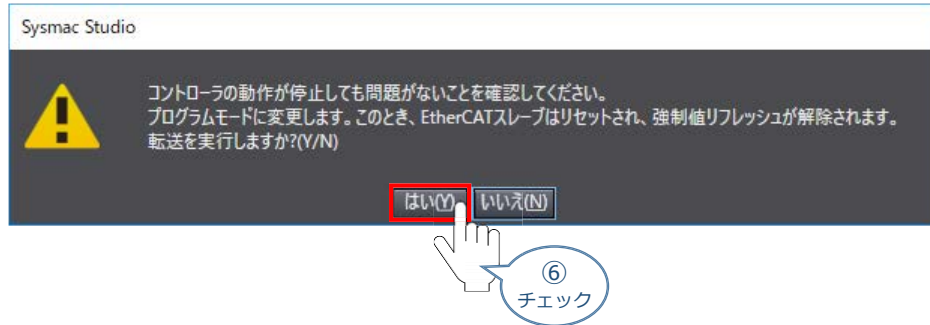 Sysmac Studio
コントローラの動作が停止しても問題がないことを確認してください。
プログラムモードに変更します。このとき、EtherCATスレーブはリセットされ、強制値リフレッシュが解除されます。
転送を実行しますか?(Y/N)
はい(Y) いいえ(N)
⑥
チェック